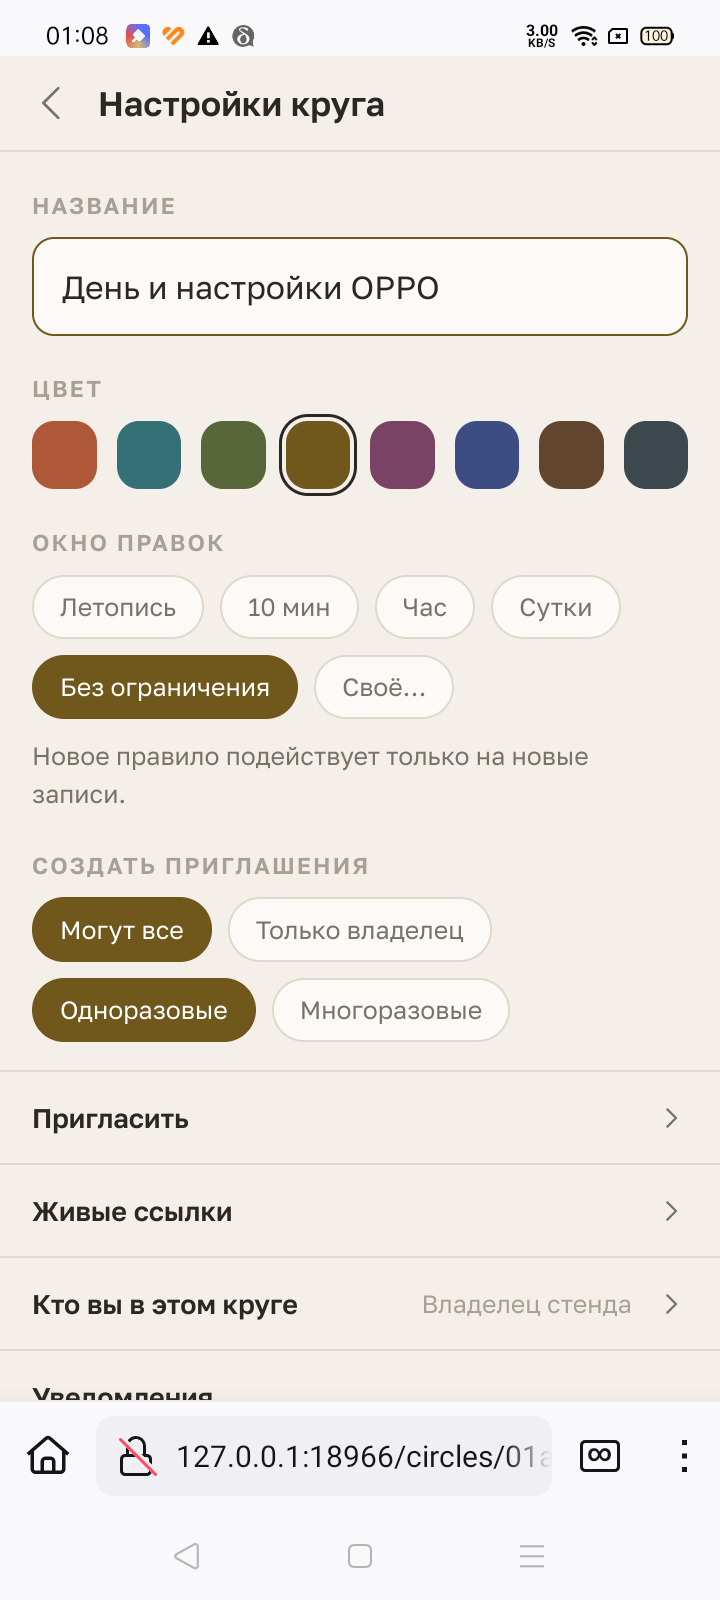 01:08
3.00
KB/S
100
Настройки круга
НАЗВАНИЕ
День и настройки OPPO
ЦВЕТ
ОКНО ПРАВОК
Летопись
10 мин
Час
Сутки
Без ограничения
Своё...
Новое правило подействует только на новые
записи.
СОЗДАТЬ ПРИГЛАШЕНИЯ
Могут все
Только владелец
Одноразовые
Многоразовые
Пригласить
Живые ссылки
Кто вы в этом круге
Владелец стенда
Уведомления
127.0.0.1:18966/circles/01a